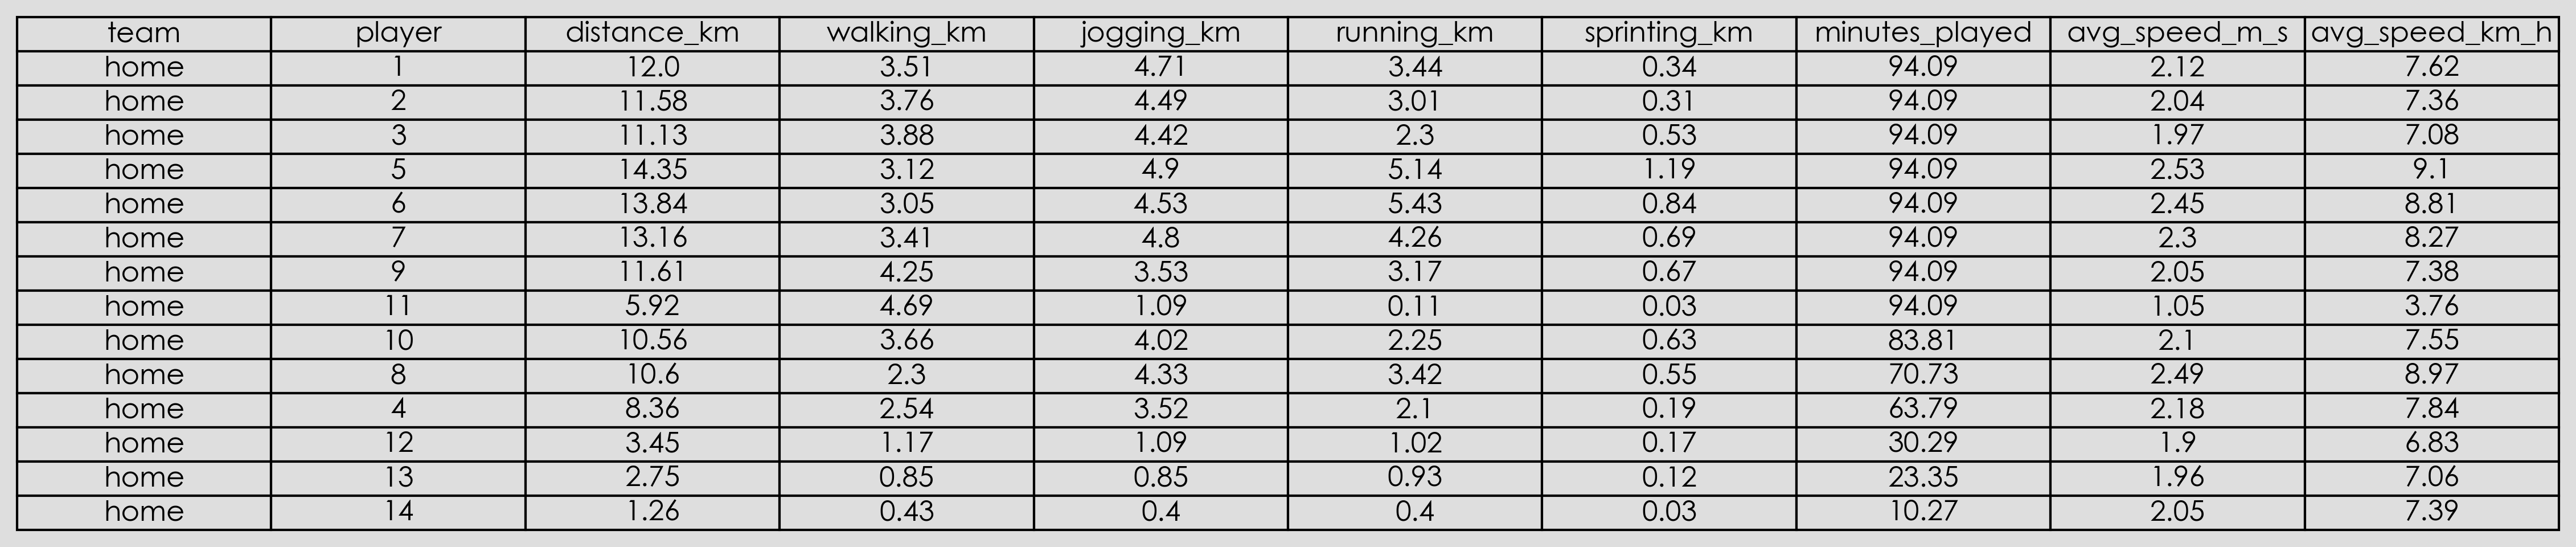 team player distance_km walking_km jogging_km running_km sprinting_km minutes_played avg_speed_m_s avg_speed_km_h
home 1 12.0 3.51 4.71 3.44 0.34 94.09 2.12 7.62
home 2 11.58 3.76 4.49 3.01 0.31 94.09 2.04 7.36
home 3 11.13 3.88 4.42 2.3 0.53 94.09 1.97 7.08
home 5 14.35 3.12 4.9 5.14 1.19 94.09 2.53 9.1
home 6 13.84 3.05 4.53 5.43 0.84 94.09 2.45 8.81
home 7 13.16 3.41 4.8 4.26 0.69 94.09 2.3 8.27
home 9 11.61 4.25 3.53 3.17 0.67 94.09 2.05 7.38
home 11 5.92 4.69 1.09 0.11 0.03 94.09 1.05 3.76
home 10 10.56 3.66 4.02 2.25 0.63 83.81 2.1 7.55
home 8 10.6 2.3 4.33 3.42 0.55 70.73 2.49 8.97
home 4 8.36 2.54 3.52 2.1 0.19 63.79 2.18 7.84
home 12 3.45 1.17 1.09 1.02 0.17 30.29 1.9 6.83
home 13 2.75 0.85 0.85 0.93 0.12 23.35 1.96 7.06
home 14 1.26 0.43 0.4 0.4 0.03 10.27 2.05 7.39